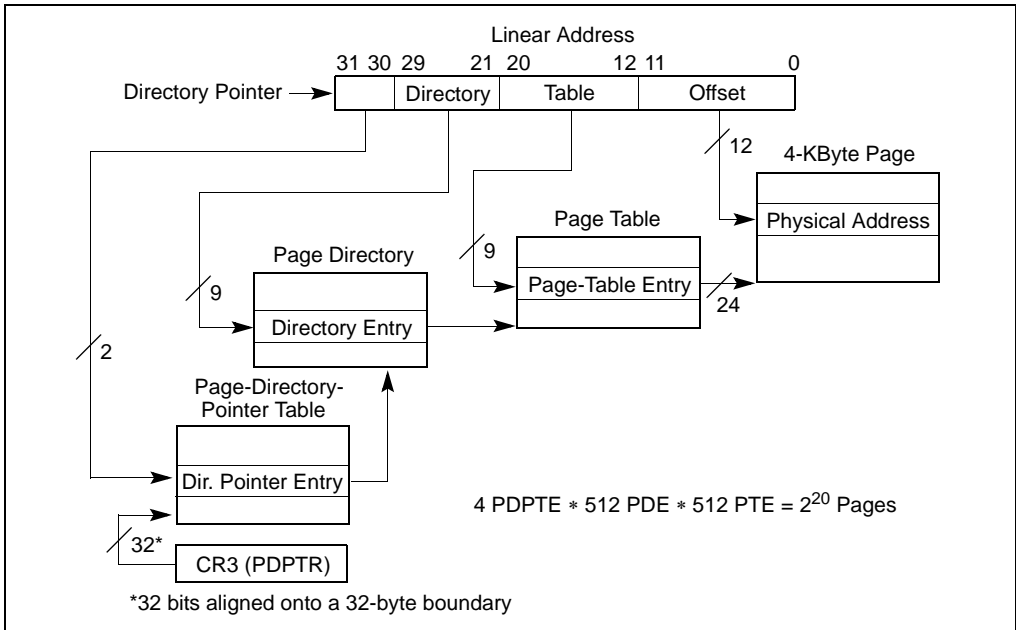 Linear Address
31 30 29 21 20 12 11 0
Directory Pointer Directory Table Offset
12
4-KByte Page
Physical Address
Page Table
9
Page-Table Entry
24
Page Directory
9
Directory Entry
2
Page-Directory-
Pointer Table
Dir. Pointer Entry
4 PDPTE ∗ 512 PDE ∗ 512 PTE = 2²⁰ Pages
32*
CR3 (PDPTR)
*32 bits aligned onto a 32-byte boundary